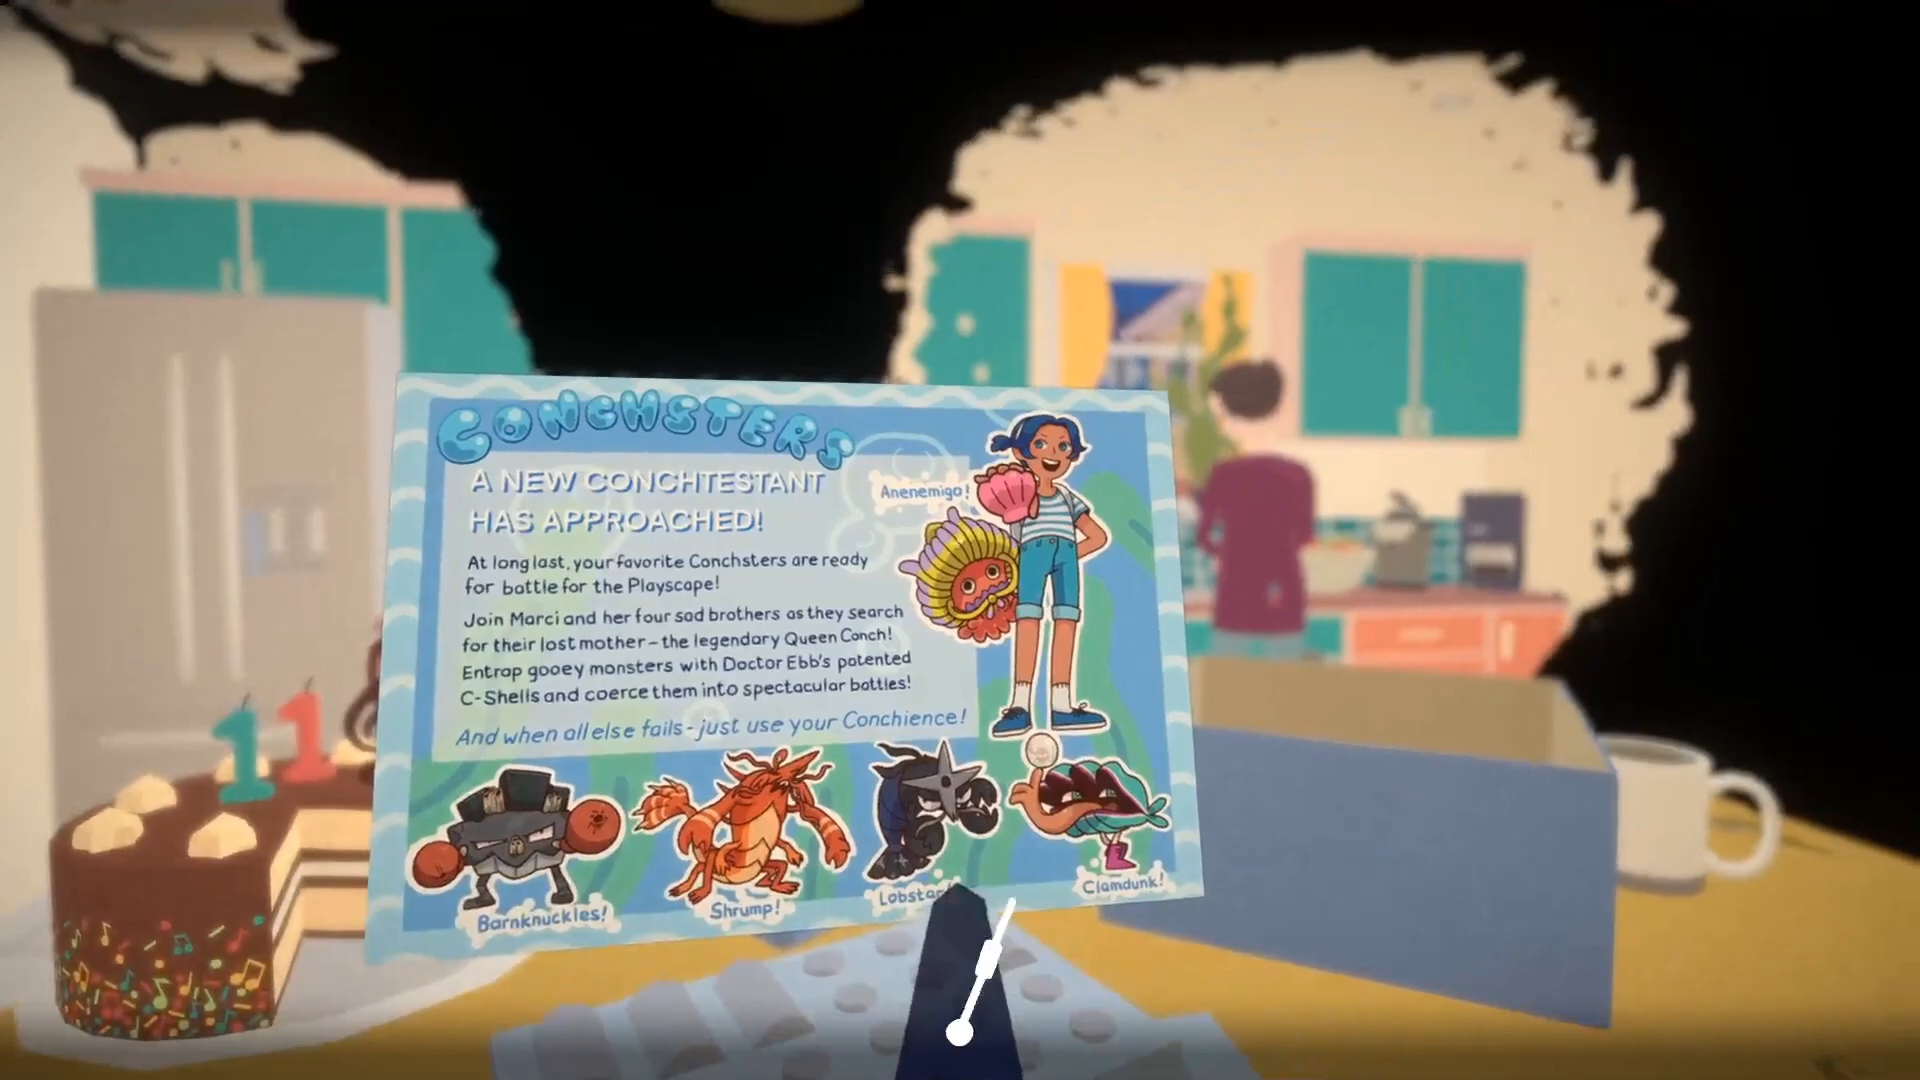 CONCHSTERS
A NEW CONCHTESTANT
HAS APPROACHED!
At long last, your favorite Conchsters are ready
for battle for the Playscape!
Join Marci and her four sad brothers as they search
for their lost mother – the legendary Queen Conch!
Entrap gooey monsters with Doctor Ebb's patented
C-Shells and coerce them into spectacular battles!
And when all else fails - just use your Conchience!
Anenemigo!
Barnknuckles!
Shrump!
Clamdunk!
11